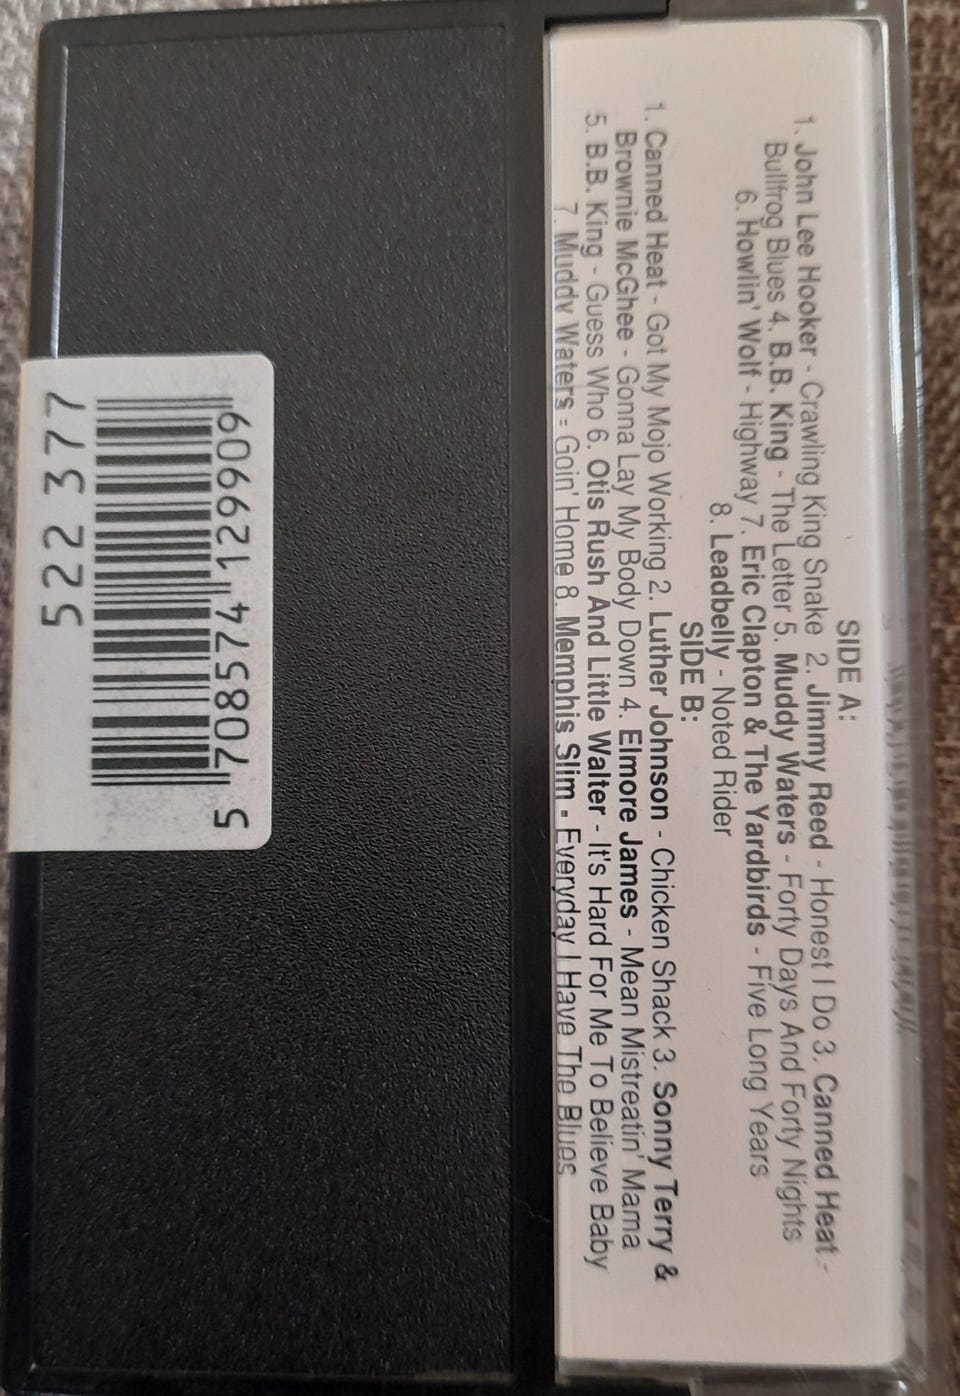 SIDE A:
1. John Lee Hooker - Crawling King Snake 2. Jimmy Reed - Honest I Do 3. Canned Heat -
Bullfrog Blues 4. B.B. King - The Letter 5. Muddy Waters - Forty Days And Forty Nights
6. Howlin' Wolf - Highway 7. Eric Clapton & The Yardbirds - Five Long Years
8. Leadbelly - Noted Rider
SIDE B:
1. Canned Heat - Got My Mojo Working 2. Luther Johnson - Chicken Shack 3. Sonny Terry &
Brownie McGhee - Gonna Lay My Body Down 4. Elmore James - Mean Mistreatin' Mama
5. B.B. King - Guess Who 6. Otis Rush And Little Walter - It's Hard For Me To Believe Baby
7. Muddy Waters - Goin' Home 8. Memphis Slim - Everyday I Have The Blues
5223 77
5 708574 129909